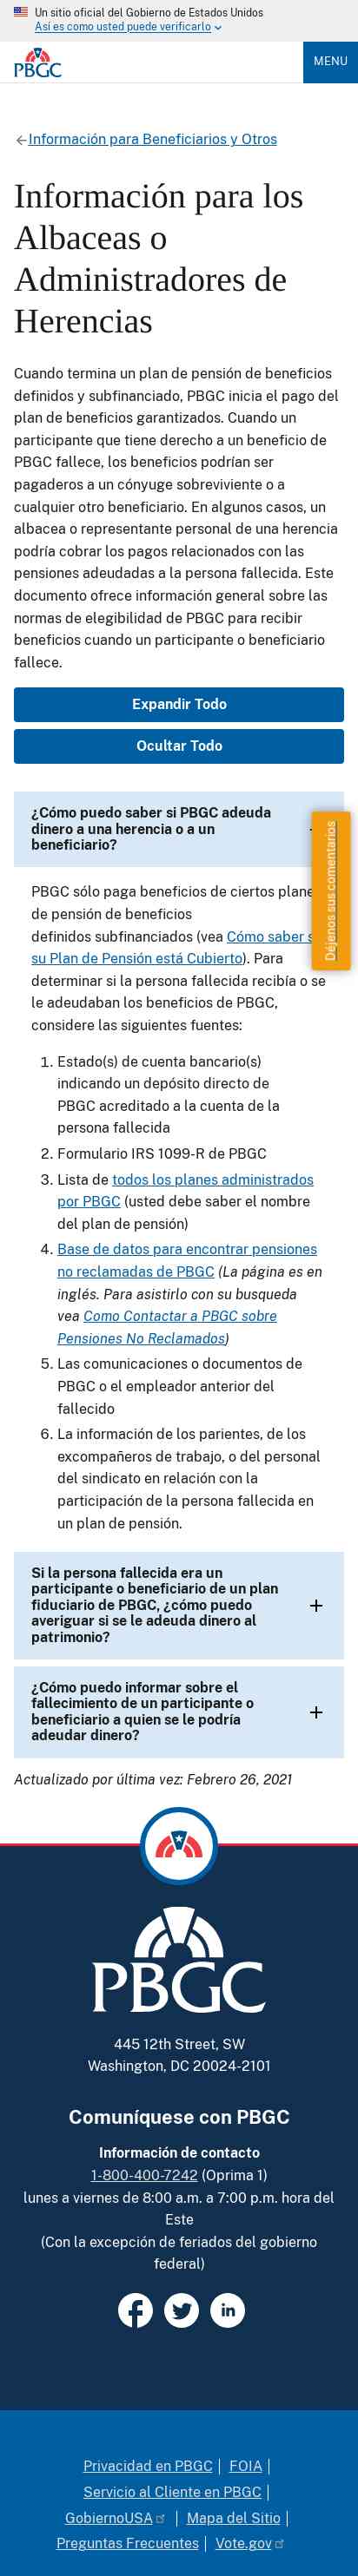 Un sitio oficial del Gobierno de Estados Unidos
Así es como usted puede verificarlo
PBGC
MENU
Información para Beneficiarios y Otros
Información para los
Albaceas o
Administradores de
Herencias
Cuando termina un plan de pensión de beneficios
definidos y subfinanciado, PBGC inicia el pago del
plan de beneficios garantizados. Cuando un
participante que tiene derecho a un beneficio de
PBGC fallece, los beneficios podrían ser
pagaderos a un cónyuge sobreviviente o a
cualquier otro beneficiario. En algunos casos, un
albacea o representante personal de una herencia
podría cobrar los pagos relacionados con las
pensiones adeudadas a la persona fallecida. Este
documento ofrece información general sobre las
normas de elegibilidad de PBGC para recibir
beneficios cuando un participante o beneficiario
fallece.
Expandir Todo
Ocultar Todo
¿Cómo puedo saber si PBGC adeuda
dinero a una herencia o a un
beneficiario?
Déjenos sus comentarios
PBGC sólo paga beneficios de ciertos
de pensión de beneficios
definidos subfinanciados (vea Cómo saber
su Plan de Pensión está Cubierto). Para
determinar si la persona fallecida recibía o se
le adeudaban los beneficios de PBGC,
considere las siguientes fuentes:
1. Estado(s) de cuenta bancario(s)
indicando un depósito directo de
PBGC acreditado a la cuenta de la
persona fallecida
2. Formulario IRS 1099-R de PBGC
3. Lista de todos los planes administrados
por PBGC (usted debe saber el nombre
del plan de pensión)
4. Base de datos para encontrar pensiones
no reclamadas de PBGC (La página es en
inglés. Para asistirlo con su busqueda
vea Como Contactar a PBGC sobre
Pensiones No Reclamados)
5. Las comunicaciones o documentos de
PBGC o el empleador anterior del
fallecido
6. La información de los parientes, de los
excompañeros de trabajo, o del personal
del sindicato en relación con la
participación de la persona fallecida en
un plan de pensión.
Si la persona fallecida era un
participante o beneficiario de un plan
fiduciario de PBGC, ¿cómo puedo
averiguar si se le adeuda dinero al
patrimonio?
¿Cómo puedo informar sobre el
fallecimiento de un participante o
beneficiario a quien se le podría
adeudar dinero?
Actualizado por última vez: Febrero 26, 2021
PBGC
445 12th Street, SW
Washington, DC 20024-2101
Comuníquese con PBGC
Información de contacto
1-800-400-7242 (Oprima 1)
lunes a viernes de 8:00 a.m. a 7:00 p.m. hora del
Este
(Con la excepción de feriados del gobierno
federal)
Privacidad en PBGC | FOIA |
Servicio al Cliente en PBGC |
GobiernoUSA | Mapa del Sitio |
Preguntas Frecuentes | Vote.gov